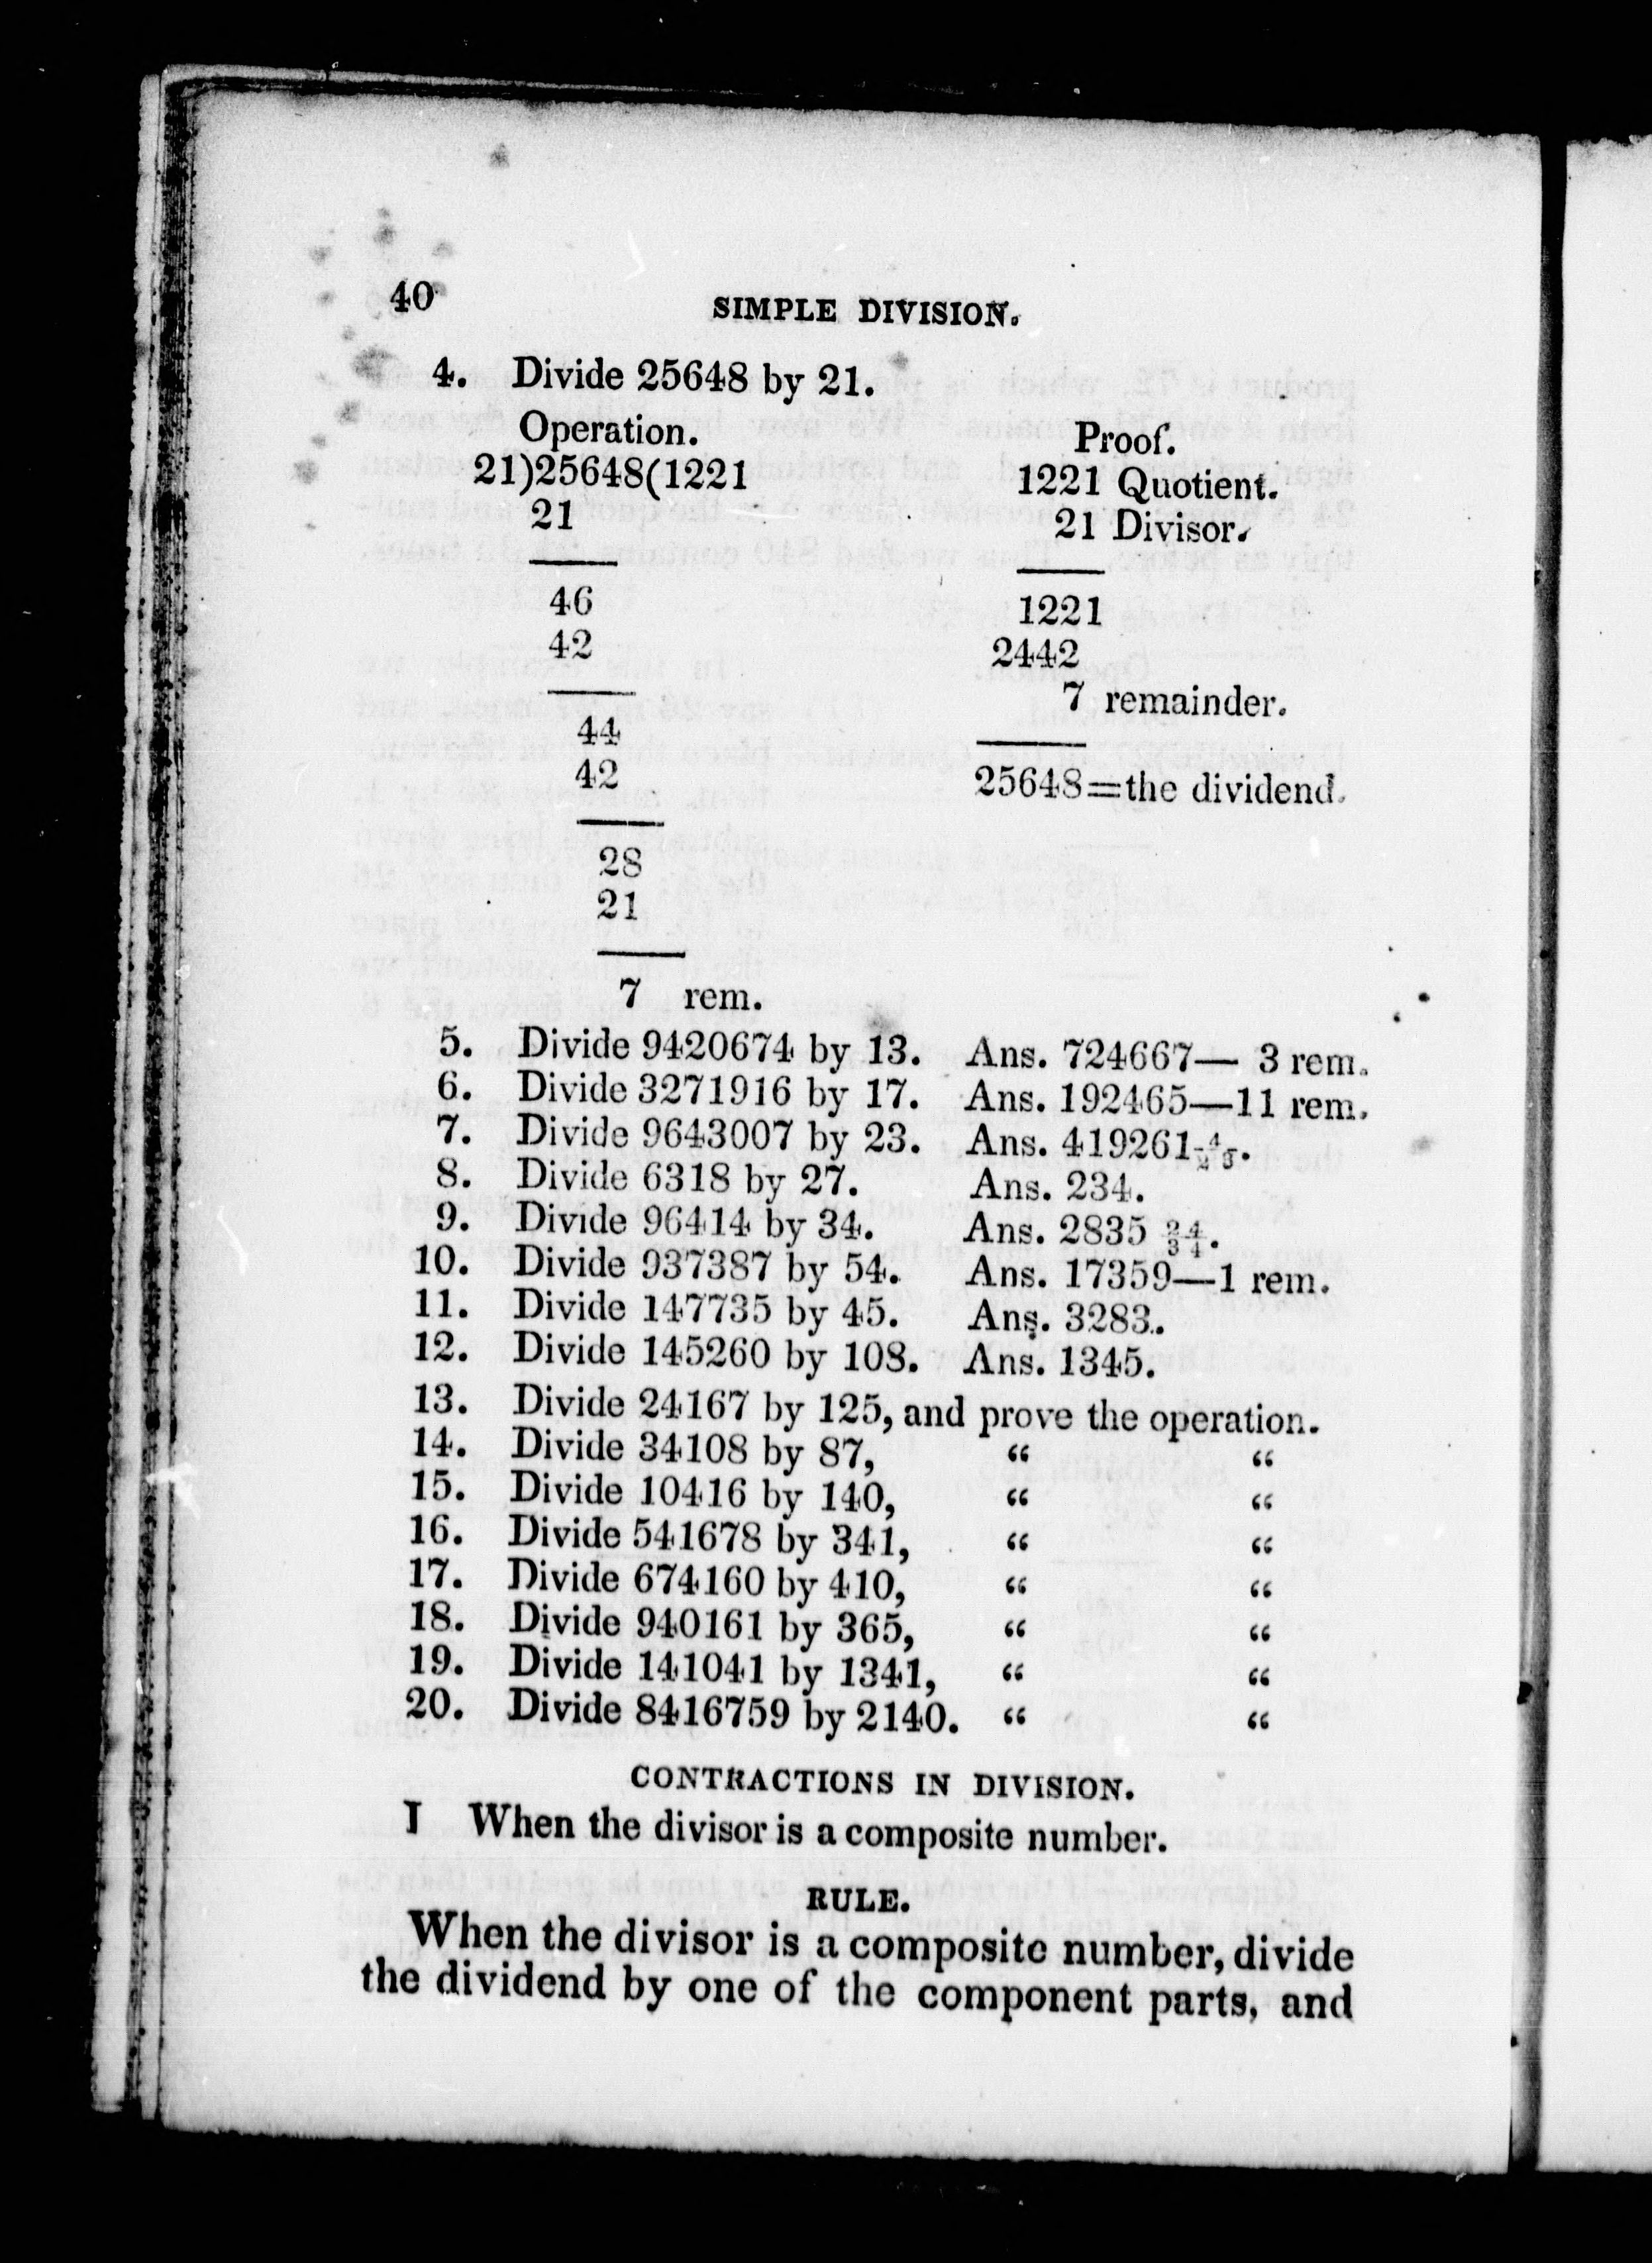 40
SIMPLE DIVISION.
4. Divide 25648 by 21.
Operation.
21)25648(1221
21
46
42
44
42
28
21
7 rem.
Proof.
1221 Quotient.
21 Divisor.
1221
2442
7 remainder.
25648=the dividend.
5. Divide 9420674 by 13. Ans. 724667— 3 rem.
6. Divide 3271916 by 17. Ans. 192465—11 rem.
7. Divide 9643007 by 23. Ans. 419261 4/23.
8. Divide 6318 by 27. Ans. 234.
9. Divide 96414 by 34. Ans. 2835 24/34.
10. Divide 937387 by 54. Ans. 17359—1 rem.
11. Divide 147735 by 45. Ans. 3283.
12. Divide 145260 by 108. Ans. 1345.
13. Divide 24167 by 125, and prove the operation.
14. Divide 34108 by 87, “ “
15. Divide 10416 by 140, “ “
16. Divide 541678 by 341, “ “
17. Divide 674160 by 410, “ “
18. Divide 940161 by 365, “ “
19. Divide 141041 by 1341, “ “
20. Divide 8416759 by 2140. “ “
CONTRACTIONS IN DIVISION.
I When the divisor is a composite number.
RULE.
When the divisor is a composite number, divide
the dividend by one of the component parts, and